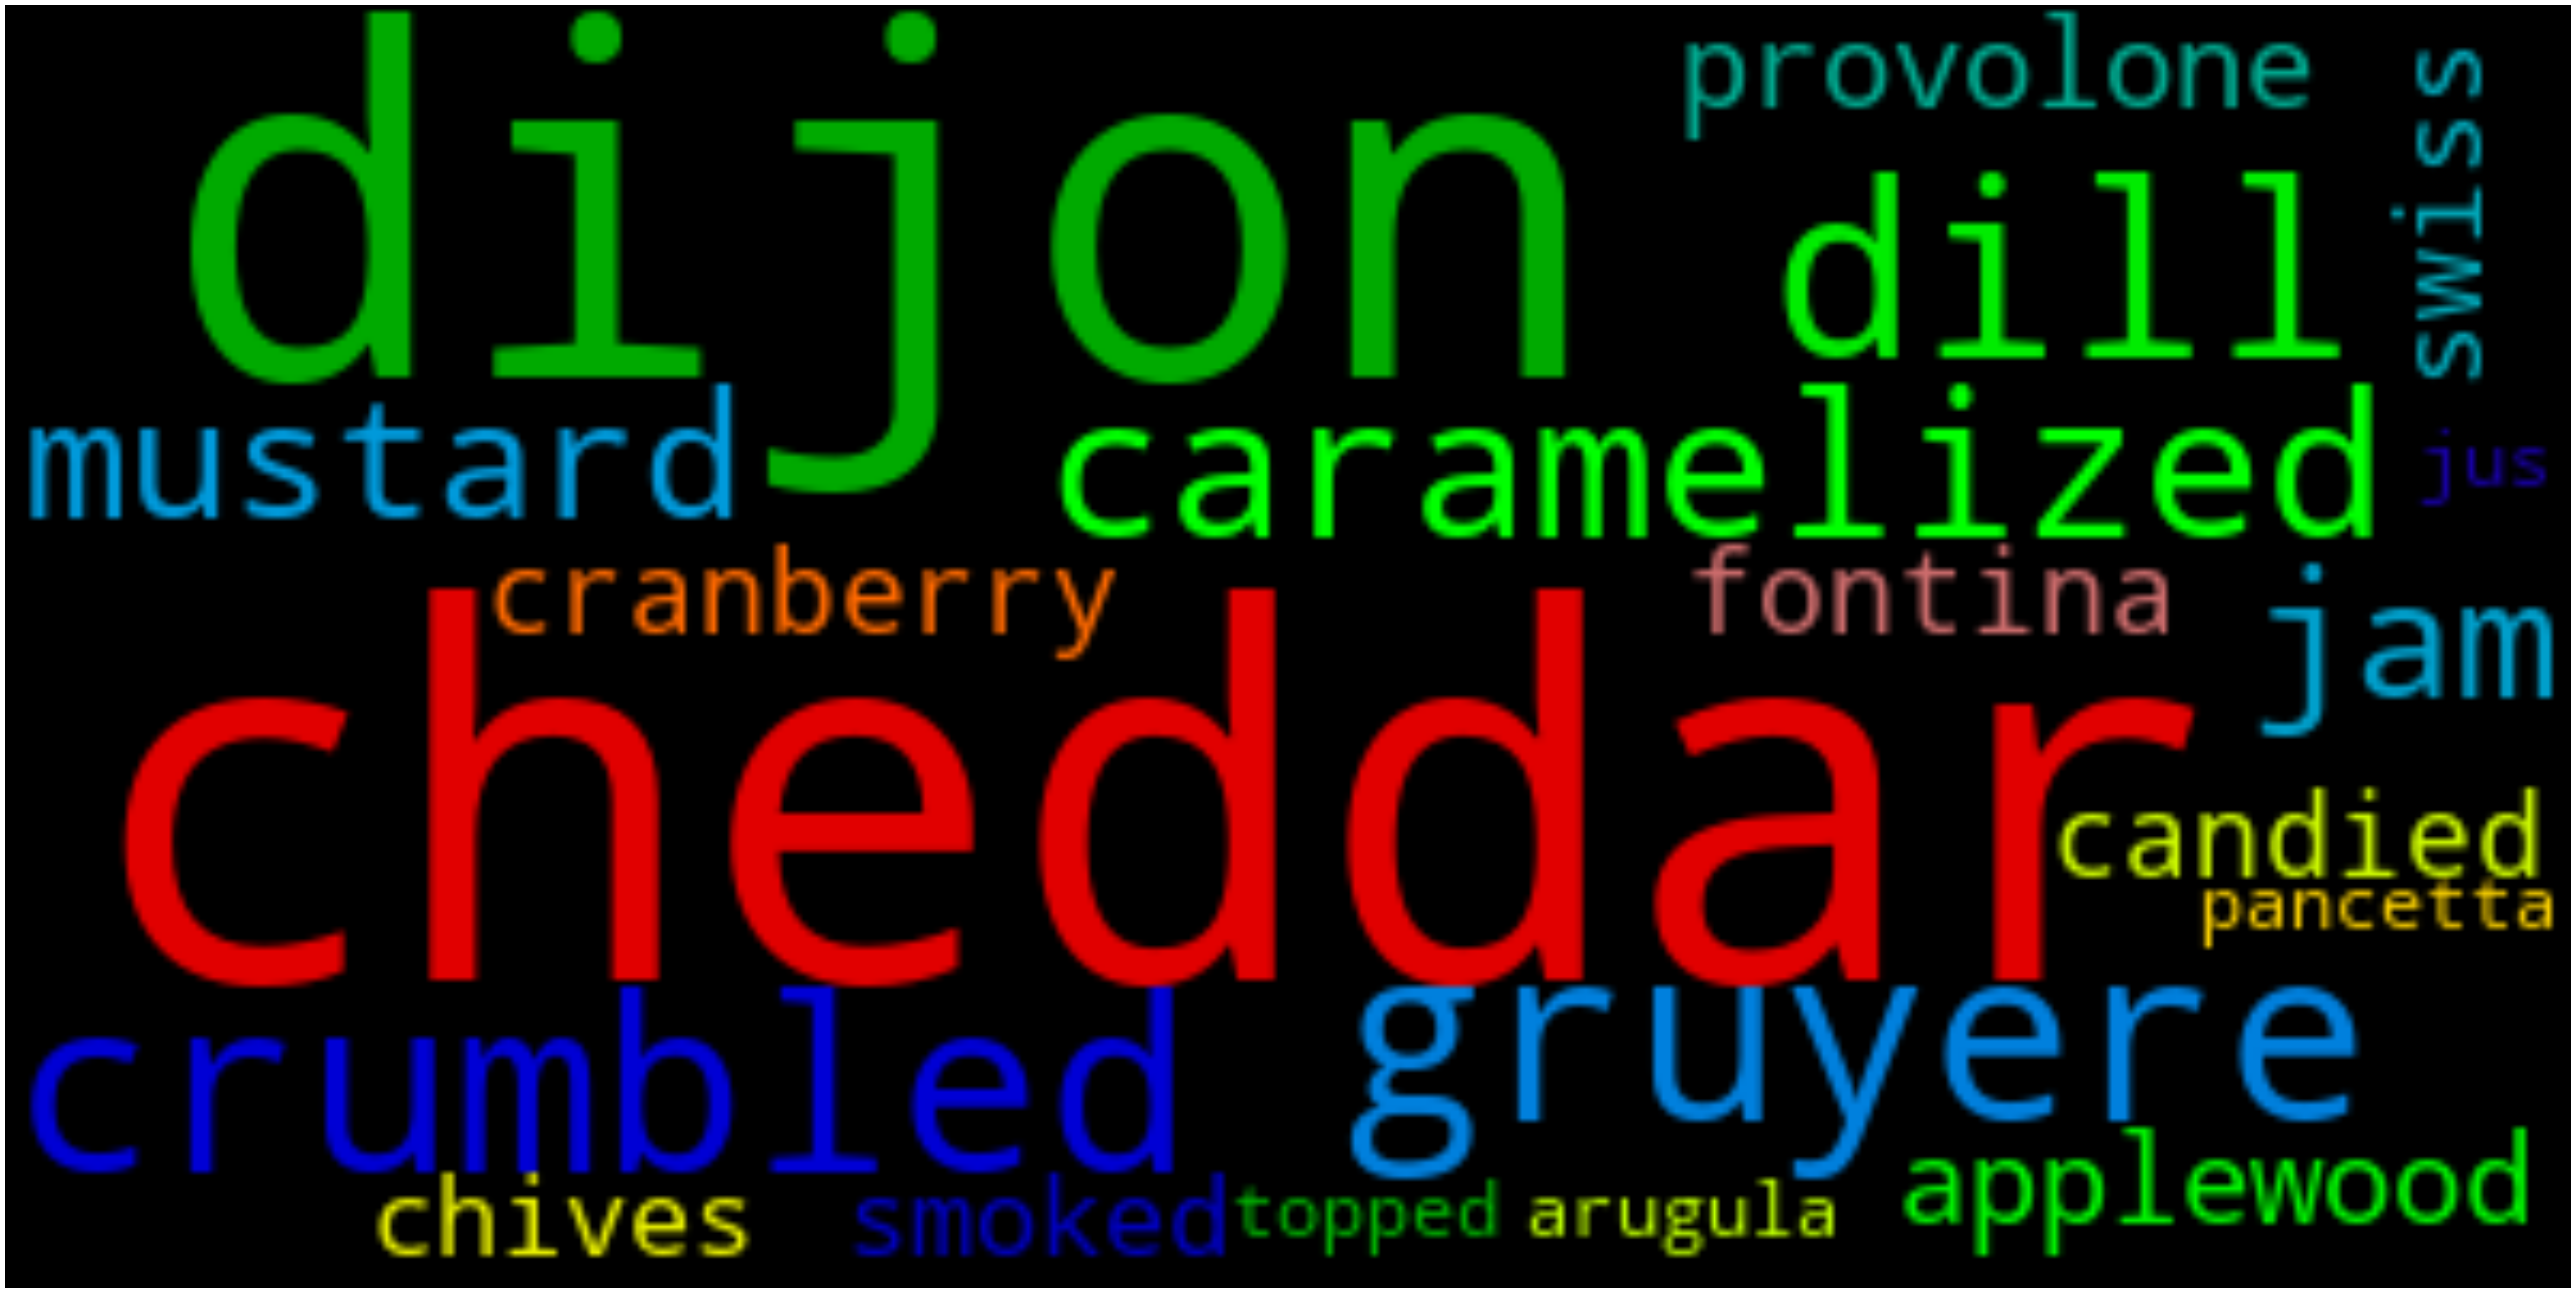 dijon
provolone
swiss
dill
mustard
caramelized
jus
cranberry
fontina
jam
cheddar
candied
pancetta
crumbled
gruyere
chives
smoked
topped
arugula
applewood